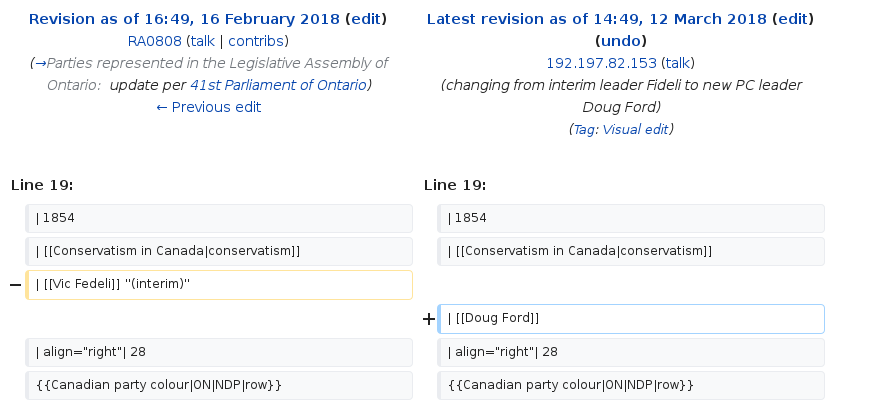 Revision as of 16:49, 16 February 2018 (edit)
RA0808 (talk | contribs)
(→Parties represented in the Legislative Assembly of
Ontario: update per 41st Parliament of Ontario)
← Previous edit
Latest revision as of 14:49, 12 March 2018 (edit)
(undo)
192.197.82.153 (talk)
(changing from interim leader Fideli to new PC leader
Doug Ford)
(Tag: Visual edit)
Line 19:
Line 19:
| 1854
| 1854
| [[Conservatism in Canada|conservatism]]
| [[Conservatism in Canada|conservatism]]
− | [[Vic Fedeli]] ''(interim)''
+ | [[Doug Ford]]
| align="right"| 28
| align="right"| 28
{{Canadian party colour|ON|NDP|row}}
{{Canadian party colour|ON|NDP|row}}